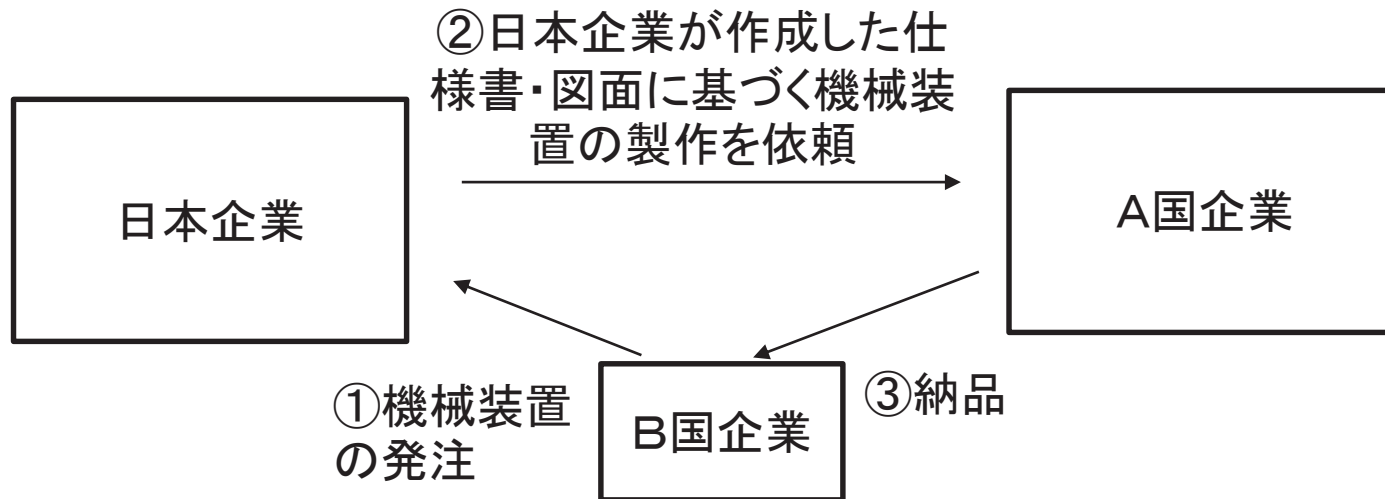 ②日本企業が作成した仕
様書・図面に基づく機械装
置の製作を依頼
日本企業
A国企業
①機械装置
の発注
B国企業
③納品